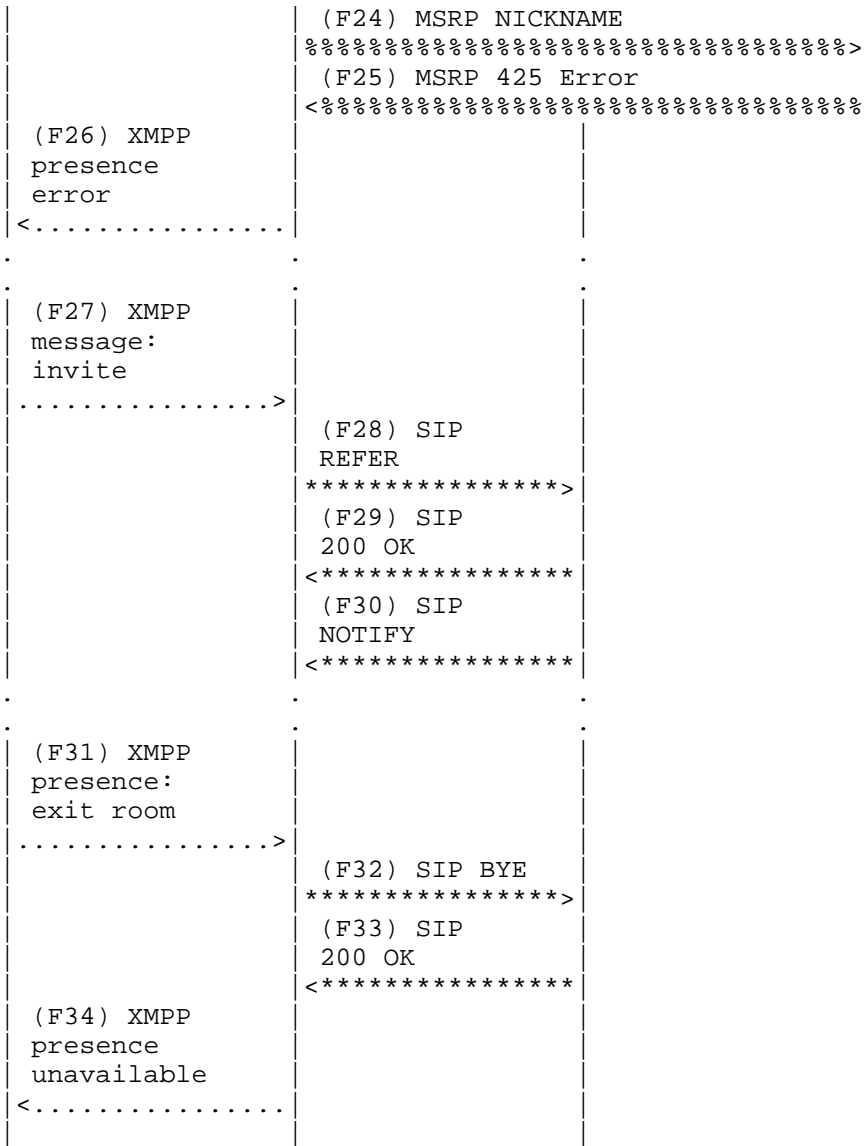 |                 | (F24) MSRP NICKNAME
|                 |%%%%%%%%%%%%%%%%%%%%%%%%%%%%%%%%%%>
|                 | (F25) MSRP 425 Error
|                 |<%%%%%%%%%%%%%%%%%%%%%%%%%%%%%%%%%%
| (F26) XMPP      |                 |
| presence        |                 |
| error           |                 |
|<................|                 |
.                 .                 .
.                 .                 .
| (F27) XMPP      |                 |
| message:        |                 |
| invite          |                 |
|................>|                 |
|                 | (F28) SIP       |
|                 | REFER           |
|                 |****************>|
|                 | (F29) SIP       |
|                 | 200 OK          |
|                 |<****************|
|                 | (F30) SIP       |
|                 | NOTIFY          |
|                 |<****************|
.                 .                 .
.                 .                 .
| (F31) XMPP      |                 |
| presence:       |                 |
| exit room       |                 |
|................>|                 |
|                 | (F32) SIP BYE   |
|                 |****************>|
|                 | (F33) SIP       |
|                 | 200 OK          |
|                 |<****************|
| (F34) XMPP      |                 |
| presence        |                 |
| unavailable     |                 |
|<................|                 |
|                 |                 |